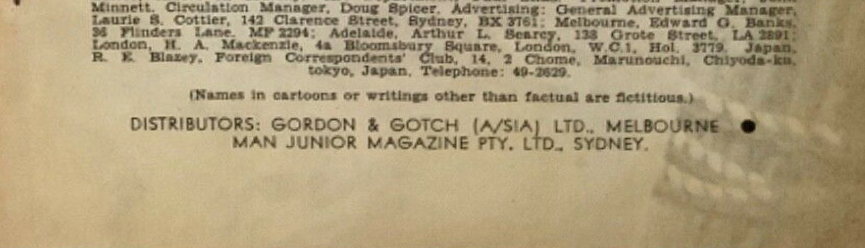 Minnett. Circulation Manager, Doug Spicer. Advertising: General Advertising Manager,
Laurie S. Cottier, 142 Clarence Street, Sydney, BX 3761; Melbourne, Edward G. Banks,
36 Flinders Lane. MF 2294; Adelaide, Arthur L. Searcy, 138 Grote Street, LA 2891;
London, H. A. Mackenzie, 4a Bloomsbury Square, London, W.C.1, Hol. 3779. Japan,
R. E. Blazey, Foreign Correspondents' Club, 14, 2 Chome, Marunouchi, Chiyoda-ku,
tokyo, Japan, Telephone: 49-2629.
(Names in cartoons or writings other than factual are fictitious.)
DISTRIBUTORS: GORDON & GOTCH (A/SIA) LTD., MELBOURNE ●
MAN JUNIOR MAGAZINE PTY. LTD., SYDNEY.